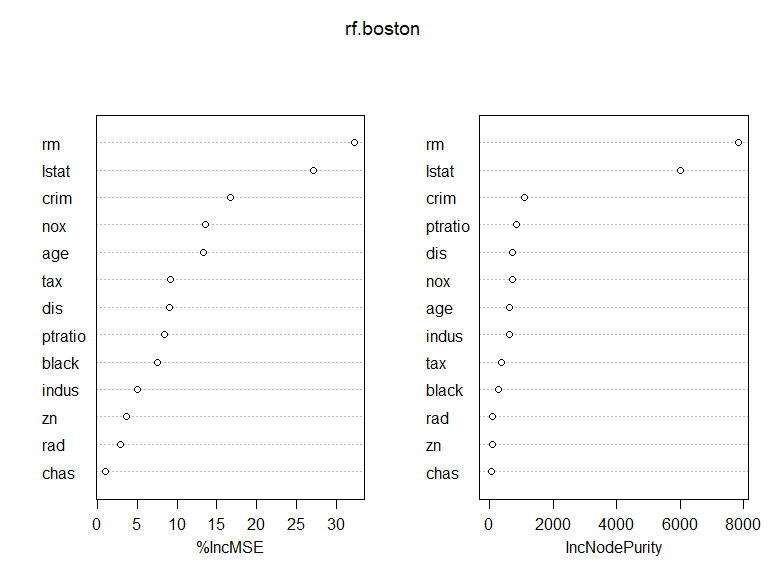 rf.boston
rm
lstat
crim
nox
age
tax
dis
ptratio
black
indus
zn
rad
chas
0 5 10 15 20 25 30
%IncMSE
rm
lstat
crim
ptratio
dis
nox
age
indus
tax
black
rad
zn
chas
0 2000 4000 6000 8000
IncNodePurity